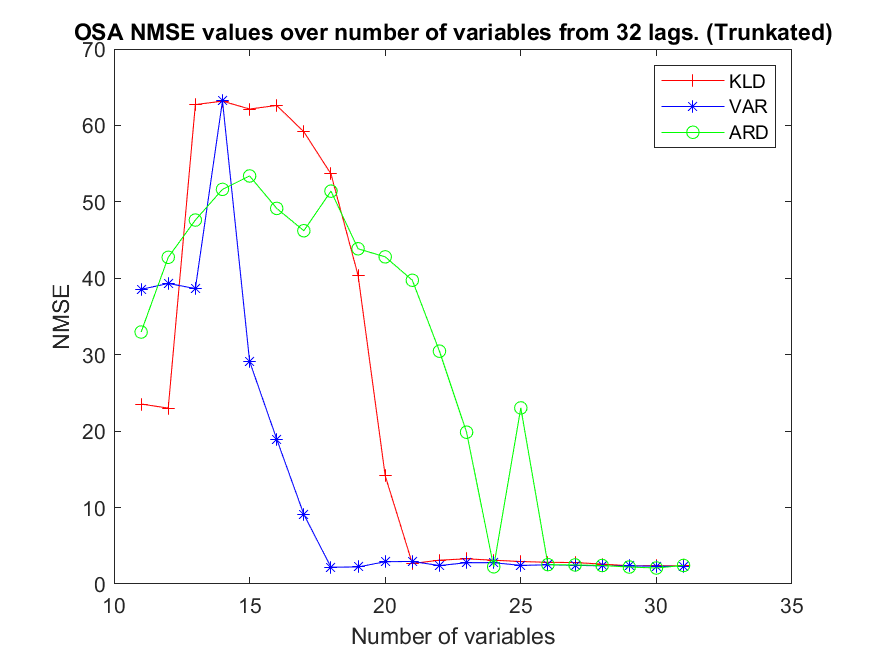 OSA NMSE values over number of variables from 32 lags. (Trunkated)
70
60
50
40
30
20
10
0
NMSE
KLD
VAR
ARD
10 15 20 25 30 35
Number of variables